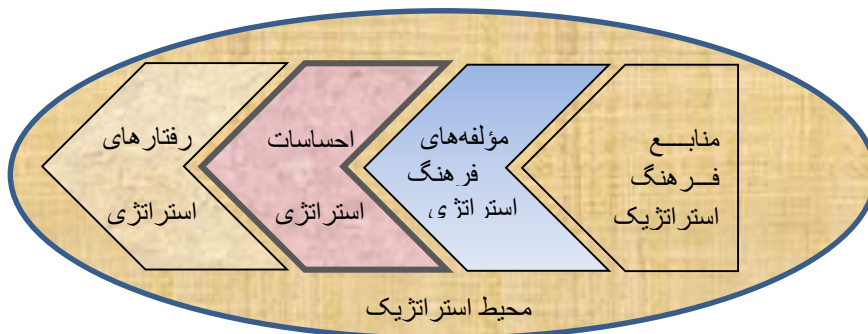 منابع
فرهنگ
استراتژیک
مؤلفه‌های
فرهنگ
استراتژی
احساسات
استراتژی
رفتارهای
استراتژی
محیط استراتژیک